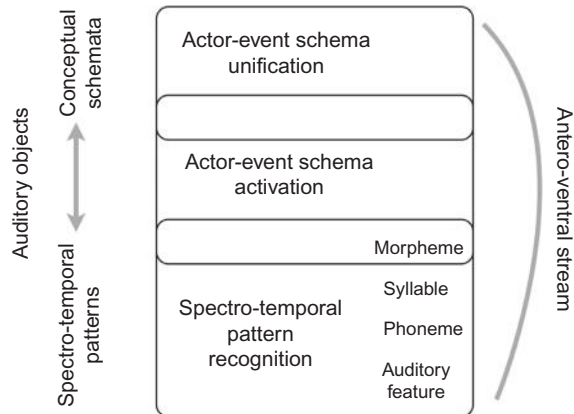 Auditory objects
Conceptual
schemata
Spectro-temporal
patterns
Actor-event schema
unification
Actor-event schema
activation
Morpheme
Spectro-temporal
pattern
recognition
Syllable
Phoneme
Auditory
feature
Antero-ventral stream